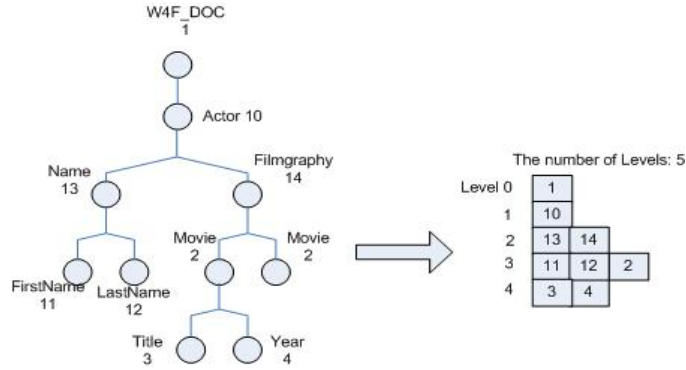 W4F_DOC
1
Actor 10
Name
13
Filmgraphy
14
Movie
2
Movie
2
FirstName
11
LastName
12
Title
3
Year
4
The number of Levels: 5
Level 0 1
1 10
2 13 14
3 11 12 2
4 3 4